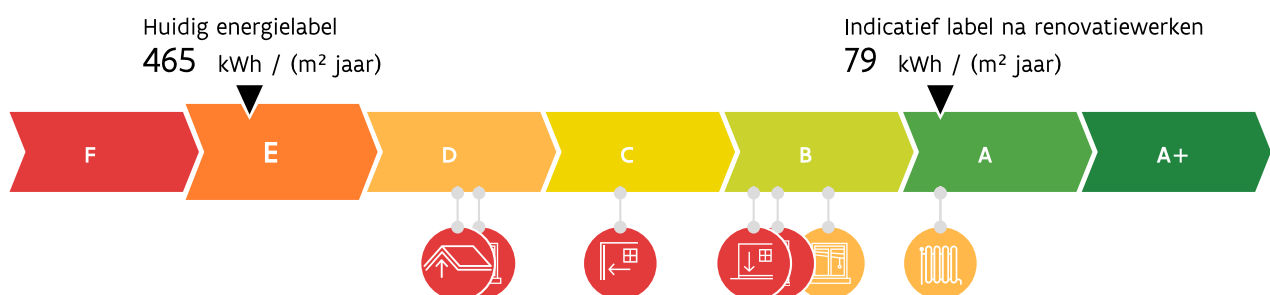 Huidig energielabel
465 kWh / (m² jaar)
Indicatief label na renovatiewerken
79 kWh / (m² jaar)
F E D C B A A+